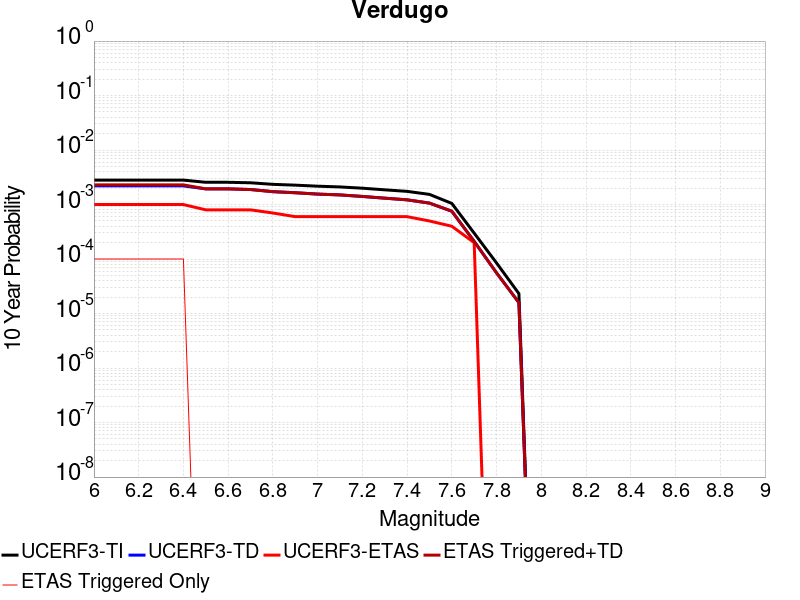 Verdugo
10 Year Probability
10^0
10^-1
10^-2
10^-3
10^-4
10^-5
10^-6
10^-7
10^-8
6 6.2 6.4 6.6 6.8 7 7.2 7.4 7.6 7.8 8 8.2 8.4 8.6 8.8 9
Magnitude
UCERF3-TI UCERF3-TD UCERF3-ETAS ETAS Triggered+TD
ETAS Triggered Only